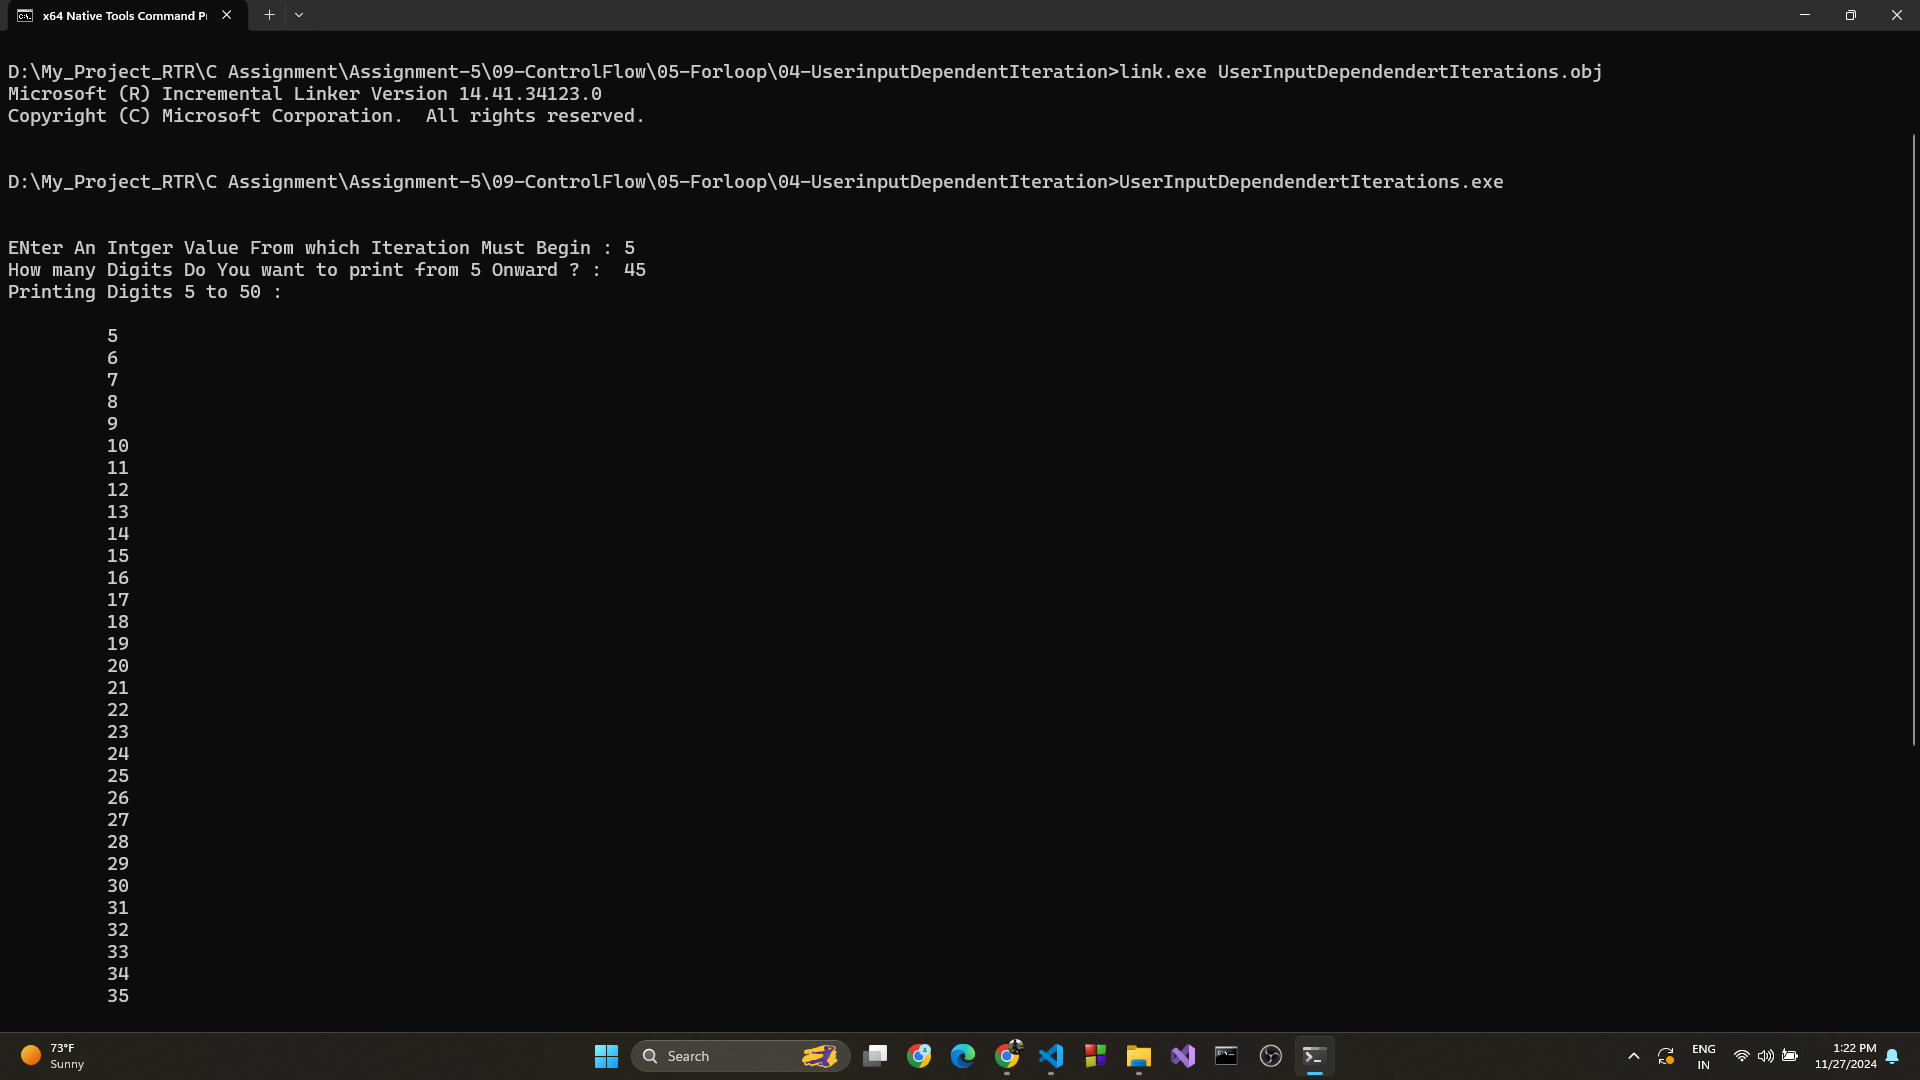 x64 Native Tools Command P
D:\My_Project_RTR\C Assignment\Assignment-5\09-ControlFlow\05-Forloop\04-UserinputDependentIteration>link.exe UserInputDependendertIterations.obj
Microsoft (R) Incremental Linker Version 14.41.34123.0
Copyright (C) Microsoft Corporation.  All rights reserved.
D:\My_Project_RTR\C Assignment\Assignment-5\09-ControlFlow\05-Forloop\04-UserinputDependentIteration>UserInputDependendertIterations.exe
ENter An Intger Value From which Iteration Must Begin : 5
How many Digits Do You want to print from 5 Onward ? :  45
Printing Digits 5 to 50 :
5
6
7
8
9
10
11
12
13
14
15
16
17
18
19
20
21
22
23
24
25
26
27
28
29
30
31
32
33
34
35
73°F
Sunny
Search
ENG
IN
1:22 PM
11/27/2024